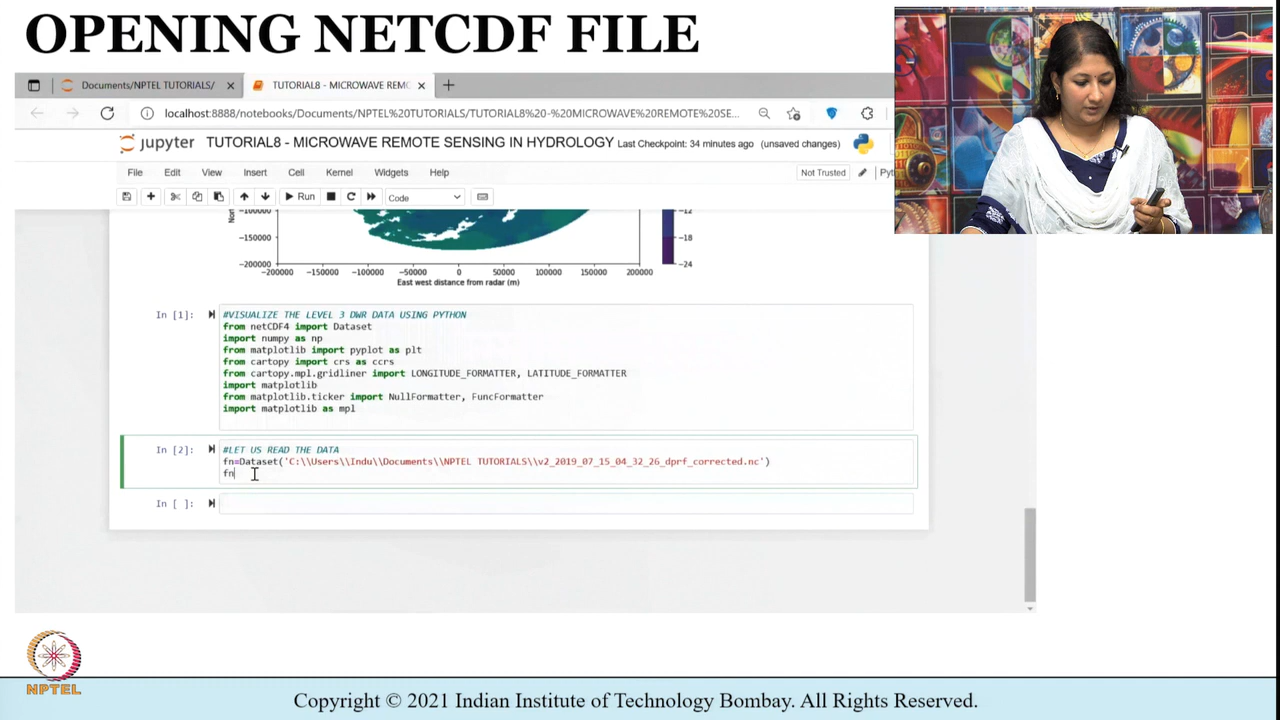 OPENING NETCDF FILE
Documents/NPTEL TUTORIALS/
TUTORIAL8 - MICROWAVE REMO
localhost:8888/notebooks/Documents/NPTEL%20TUTORIALS/TUTORIAL8%20-%20MICROWAVE%20REMOTE%20SE...
jupyter TUTORIAL8 - MICROWAVE REMOTE SENSING IN HYDROLOGY Last Checkpoint: 34 minutes ago (unsaved changes)
File Edit View Insert Cell Kernel Widgets Help Not Trusted
Run Code
-100000 -12
-150000 -18
-200000 -24
-200000 -150000 -100000 -50000 0 50000 100000 150000 200000
East west distance from radar (m)
In [1]: #VISUALIZE THE LEVEL 3 DWR DATA USING PYTHON
from netCDF4 import Dataset
import numpy as np
from matplotlib import pyplot as plt
from cartopy import crs as ccrs
from cartopy.mpl.gridliner import LONGITUDE_FORMATTER, LATITUDE_FORMATTER
import matplotlib
from matplotlib.ticker import NullFormatter, FuncFormatter
import matplotlib as mpl
In [2]: #LET US READ THE DATA
fn=Dataset('C:\\Users\\Indu\\Documents\\NPTEL TUTORIALS\\v2_2019_07_15_04_32_26_dprf_corrected.nc')
fn
In [ ]:
NPTEL
Copyright © 2021 Indian Institute of Technology Bombay. All Rights Reserved.